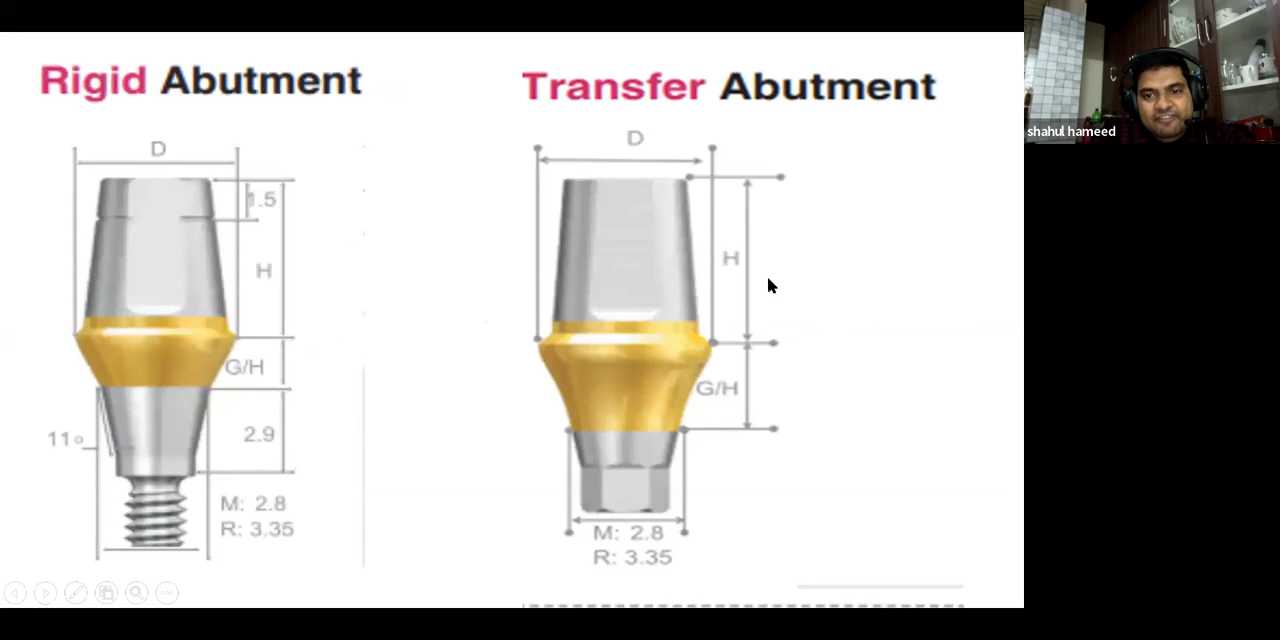 Rigid Abutment
D
1.5
H
G/H
11°
2.9
M: 2.8
R: 3.35
Transfer Abutment
D
H
G/H
M: 2.8
R: 3.35
shahul hameed